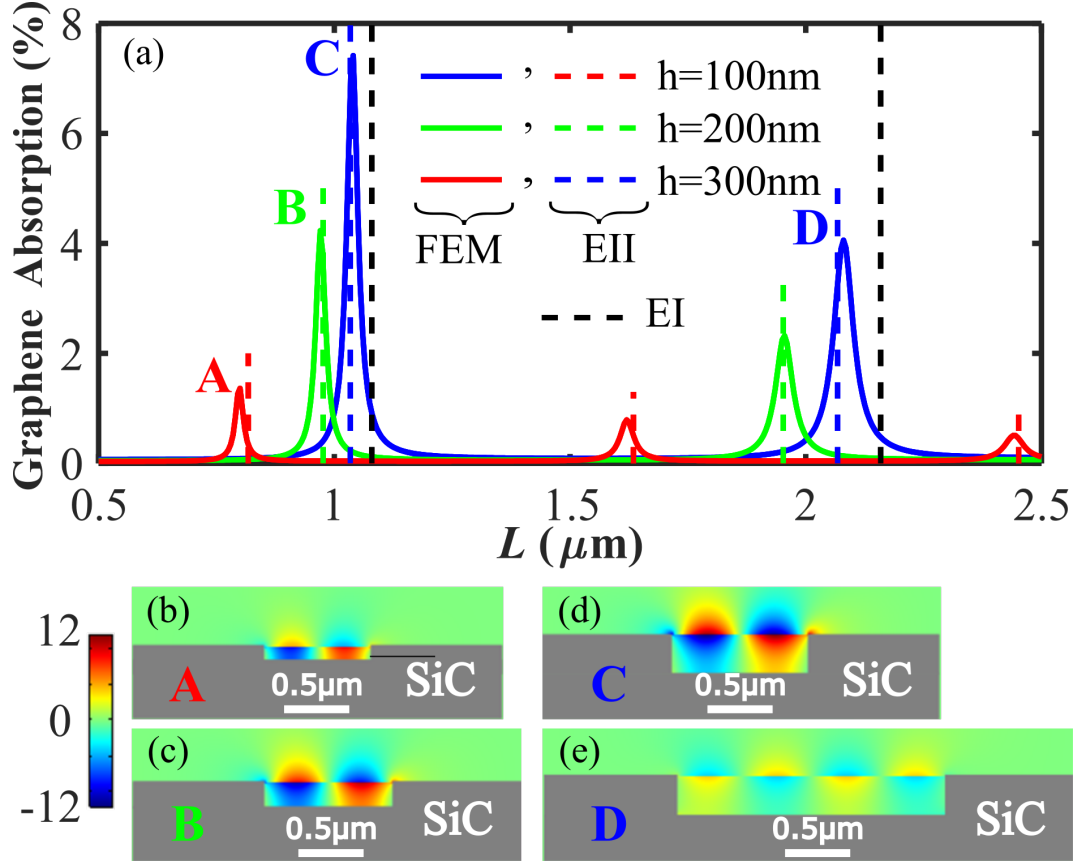 Graphene Absorption (%)
8
6
4
2
0
(a)
C
B
D
A
, h=100nm
, h=200nm
, h=300nm
FEM EII
EI
0.5 1 1.5 2 2.5
L (μm)
12
0
-12
(b)
A
0.5μm
SiC
(d)
C
0.5μm
SiC
(c)
B
0.5μm
SiC
(e)
D
0.5μm
SiC